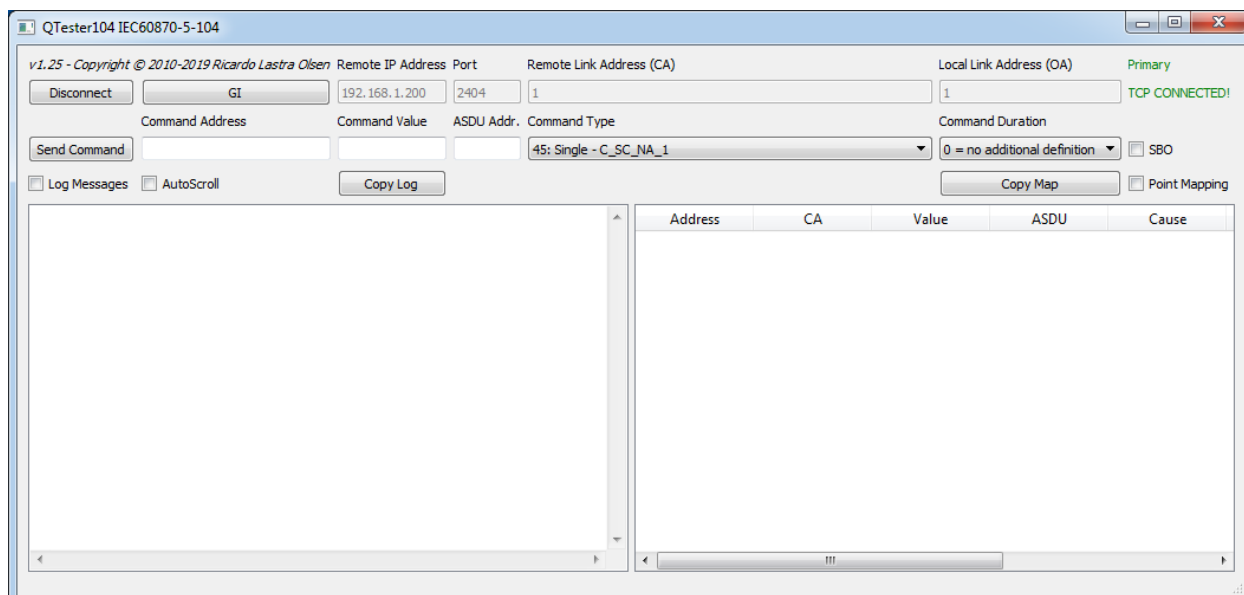 QTester104 IEC60870-5-104
v1.25 - Copyright © 2010-2019 Ricardo Lastra Olsen Remote IP Address Port Remote Link Address (CA) Local Link Address (OA) Primary
Disconnect GI 192.168.1.200 2404 1 1 TCP CONNECTED!
Command Address Command Value ASDU Addr. Command Type Command Duration
Send Command 45: Single - C_SC_NA_1 0 = no additional definition SBO
Log Messages AutoScroll Copy Log Copy Map Point Mapping
Address CA Value ASDU Cause